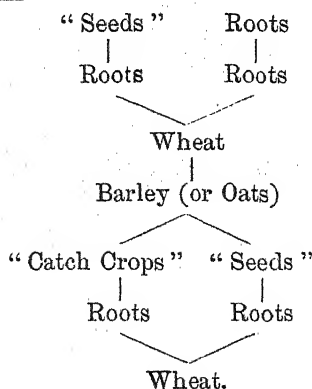 “ Seeds ” Roots
Roots Roots
Wheat
Barley (or Oats)
“ Catch Crops ” “ Seeds ”
Roots Roots
Wheat.